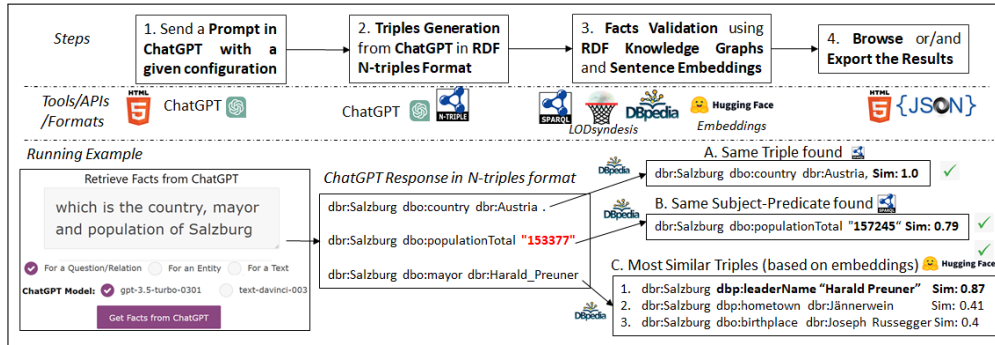 Steps
1. Send a Prompt in
ChatGPT with a
given configuration
2. Triples Generation
from ChatGPT in RDF
N-triples Format
3. Facts Validation using
RDF Knowledge Graphs
and Sentence Embeddings
4. Browse or/and
Export the Results
Tools/APIs
/Formats
HTML
5
ChatGPT
ChatGPT
N-TRIPLE
SPARQL
LODsyndesis
DBpedia
Hugging Face
Embeddings
HTML
5
{JSON}
Running Example
Retrieve Facts from ChatGPT
which is the country, mayor
and population of Salzburg
For a Question/Relation
For an Entity
For a Text
ChatGPT Model:
gpt-3.5-turbo-0301
text-davinci-003
Get Facts from ChatGPT
ChatGPT Response in N-triples format
dbr:Salzburg dbo:country dbr:Austria .
dbr:Salzburg dbo:populationTotal "153377"
dbr:Salzburg dbo:mayor dbr:Harald_Preuner
DBpedia
A. Same Triple found
dbr:Salzburg dbo:country dbr:Austria, Sim: 1.0
DBpedia
B. Same Subject-Predicate found
SPARQL
dbr:Salzburg dbo:populationTotal "157245“ Sim: 0.79
DBpedia
C. Most Similar Triples (based on embeddings)
Hugging Face
1. dbr:Salzburg dbp:leaderName “Harald Preuner” Sim: 0.87
2. dbr:Salzburg dbp:hometown dbr:Jännerwein Sim: 0.41
3. dbr:Salzburg dbo:birthplace dbr:Joseph Russegger Sim: 0.4